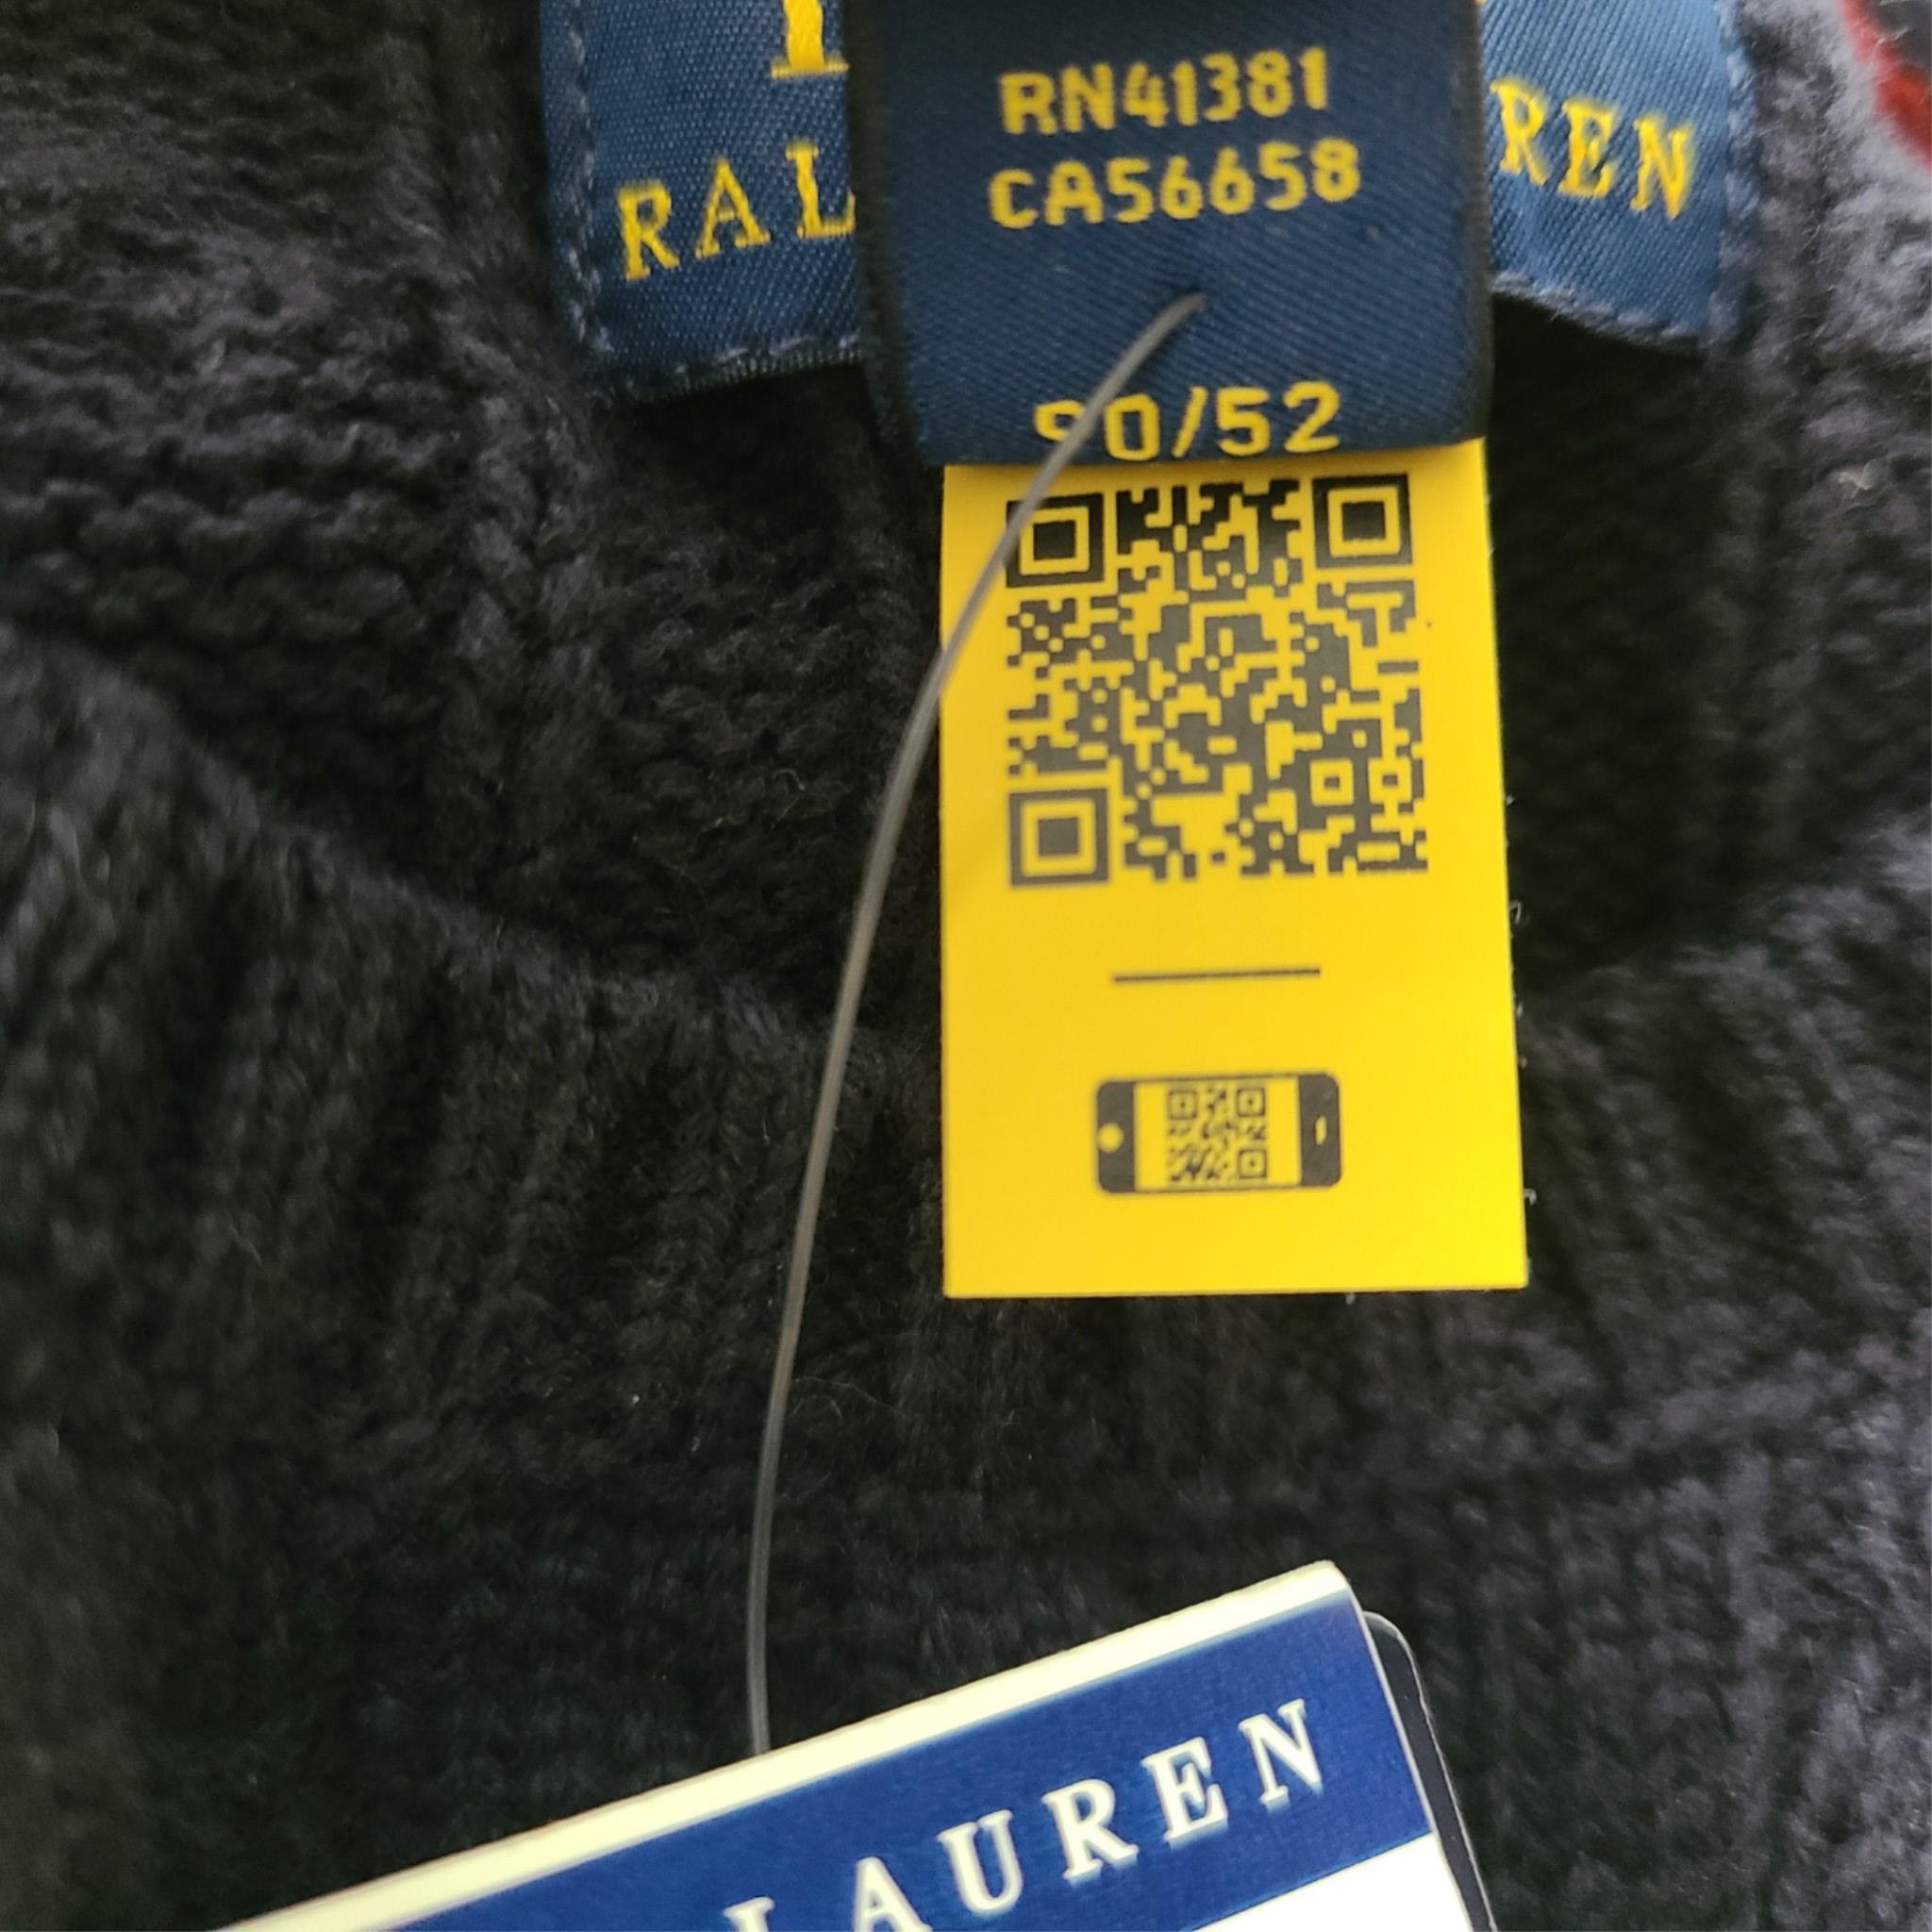 RAL
REN
RN41381
CA56658
90/52
LAUREN